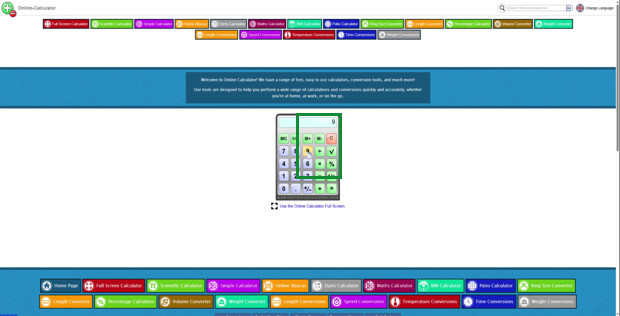 Online-Calculator
Change Language
Full Screen Calculator Scientific Calculator Simple Calculator Online Abacus Darts Calculator Maths Calculator BMI Calculator Patio Calculator Ring Size Converter Length Converter Percentage Calculator Volume Converter Weight Converter
Length Conversions Speed Conversions Temperature Conversions Time Conversions Weight Conversions
Welcome to Online Calculator! We have a range of free, easy to use calculators, conversion tools, and much more!
Our tools are designed to help you perform a wide range of calculations and conversions quickly and accurately, whether
you're at home, at work, or on the go.
9
MC M+ M- C
7 9 ÷ √
4 6 × %
1
0 . +/- + =
Use the Online Calculator Full Screen
Home Page Full Screen Calculator Scientific Calculator Simple Calculator Online Abacus Darts Calculator Maths Calculator BMI Calculator Patio Calculator Ring Size Converter
Length Converter Percentage Calculator Volume Converter Weight Converter Length Conversions Speed Conversions Temperature Conversions Time Conversions Weight Conversions